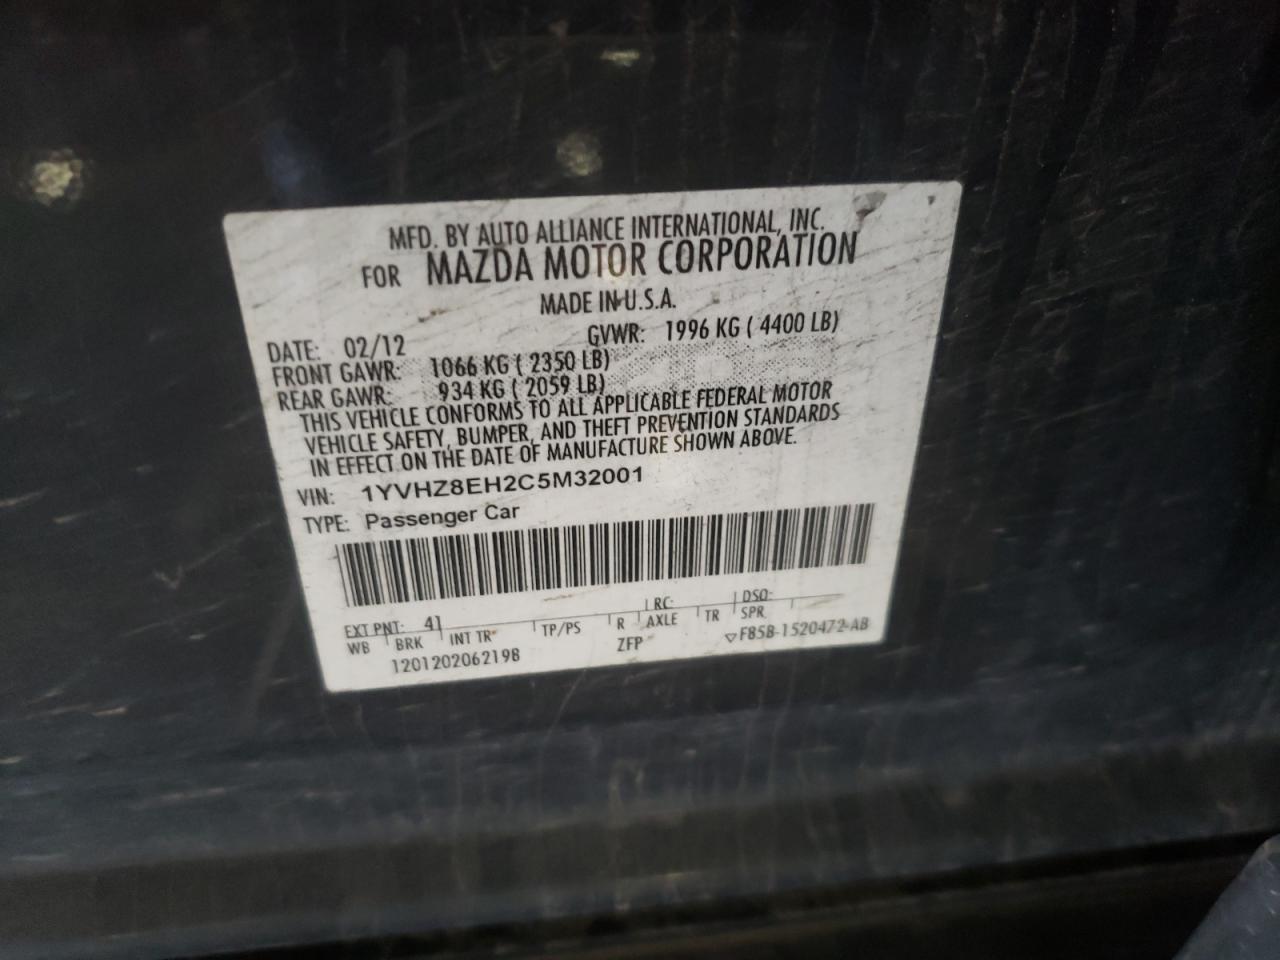 MFD. BY AUTO ALLIANCE INTERNATIONAL, INC.
FOR MAZDA MOTOR CORPORATION
MADE IN U.S.A.
DATE: 02/12 GVWR: 1996 KG ( 4400 LB)
FRONT GAWR: 1066 KG ( 2350 LB)
REAR GAWR: 934 KG ( 2059 LB)
THIS VEHICLE CONFORMS TO ALL APPLICABLE FEDERAL MOTOR
VEHICLE SAFETY, BUMPER, AND THEFT PREVENTION STANDARDS
IN EFFECT ON THE DATE OF MANUFACTURE SHOWN ABOVE.
VIN: 1YVHZ8EH2C5M32001
TYPE: Passenger Car
EXT PNT: 41 RC: DSO:
WB BRK INT TR TP/PS R AXLE TR SPR
12012020621​9B ZFP ▽F85B-1520472-AB